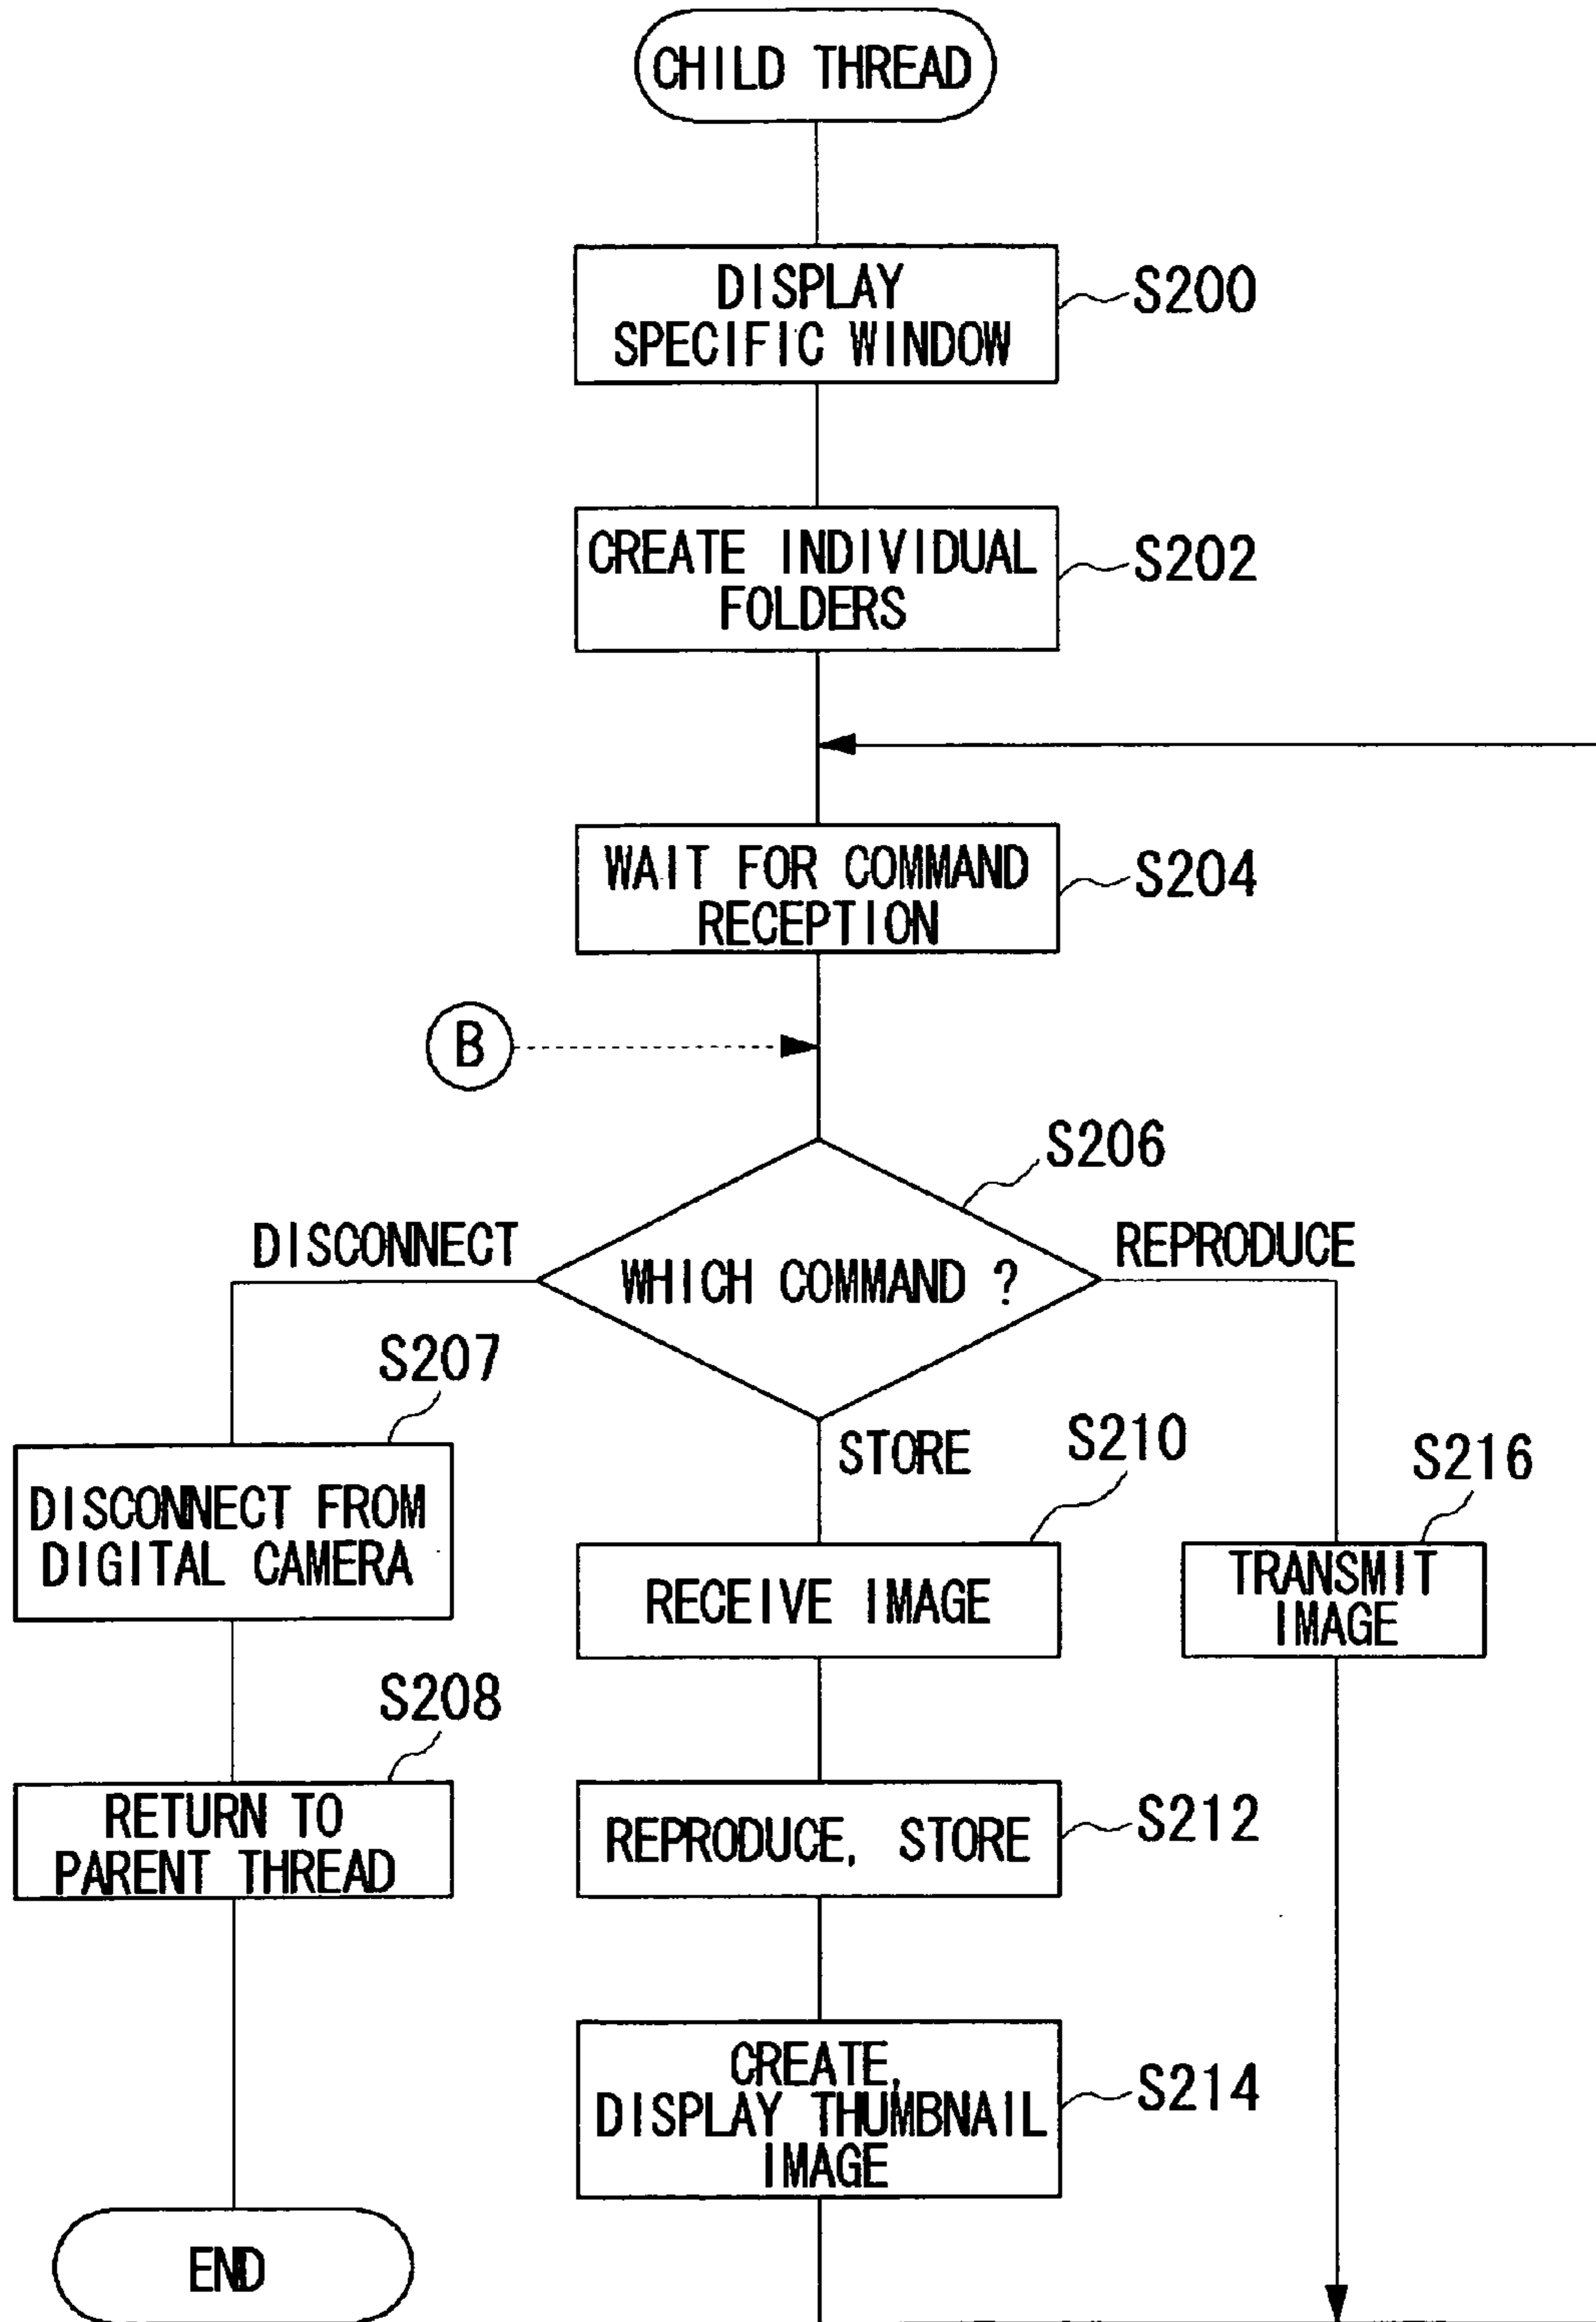 CHILD THREAD
DISPLAY
SPECIFIC WINDOW
S200
CREATE INDIVIDUAL
FOLDERS
S202
WAIT FOR COMMAND
RECEPTION
S204
B
S206
DISCONNECT
WHICH COMMAND ?
REPRODUCE
S207
DISCONNECT FROM
DIGITAL CAMERA
STORE
S210
RECEIVE IMAGE
S216
TRANSMIT
IMAGE
S208
RETURN TO
PARENT THREAD
REPRODUCE, STORE
S212
CREATE,
DISPLAY THUMBNAIL
IMAGE
S214
END